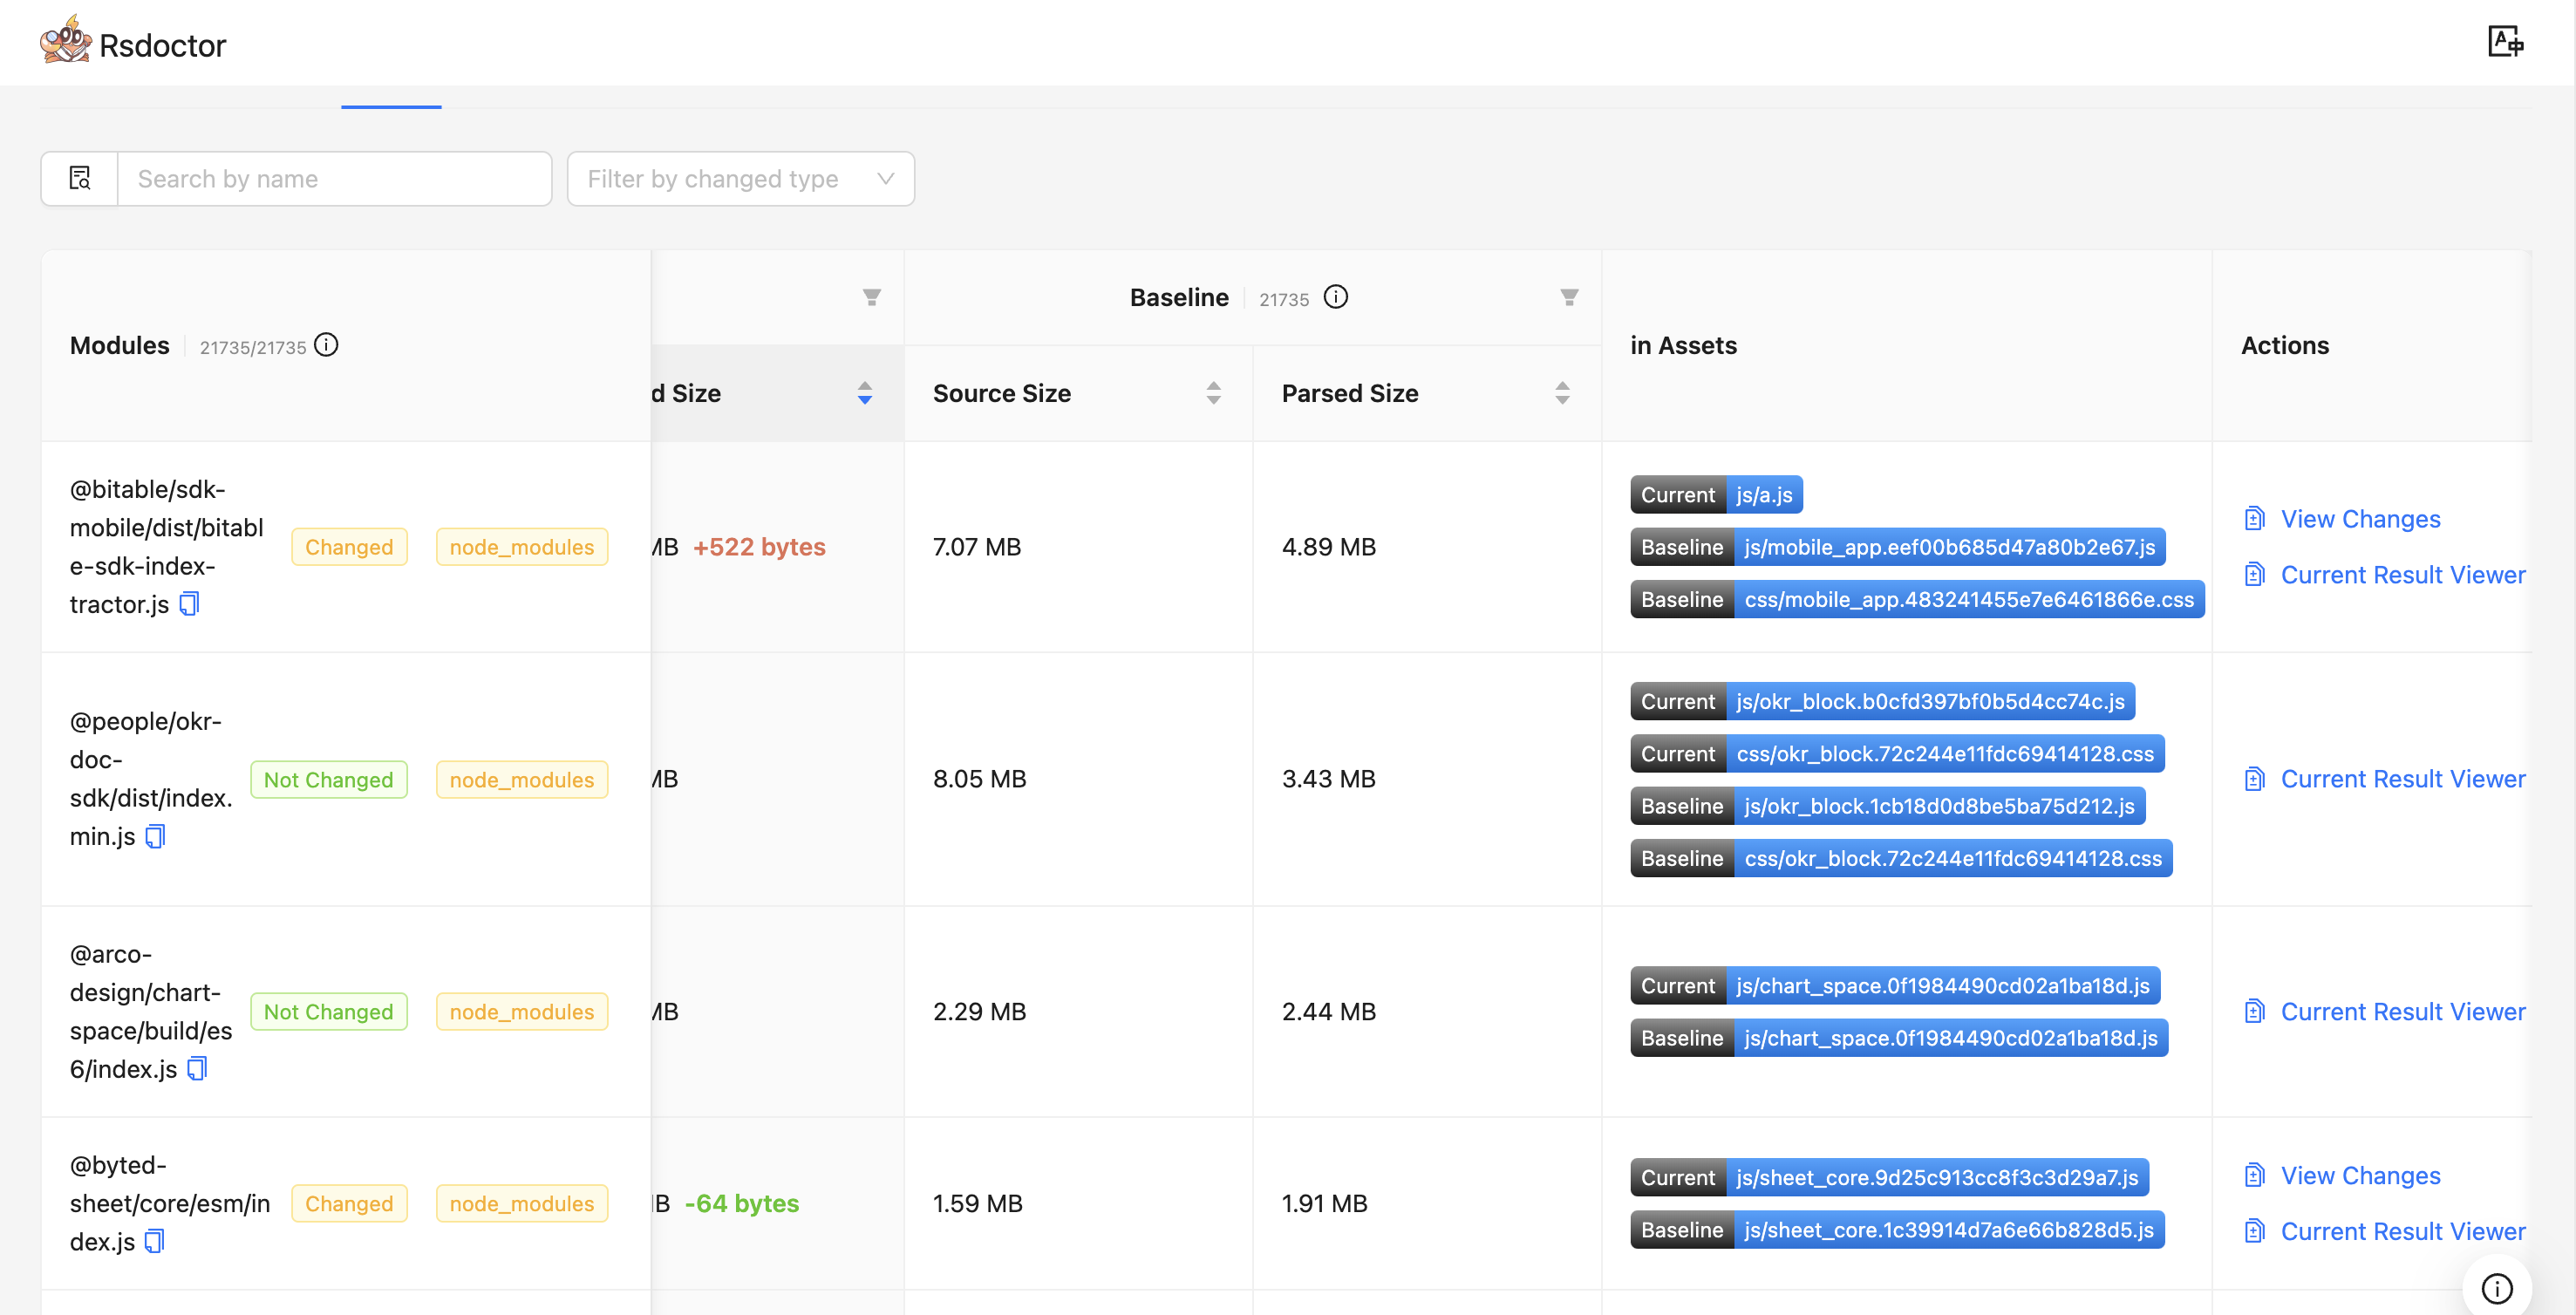 Rsdoctor
Search by name
Filter by changed type
Modules 21735/21735
Baseline 21735
in Assets
Actions
d Size
Source Size
Parsed Size
@bitable/sdk-
mobile/dist/bitabl
e-sdk-index-
tractor.js
Changed
node_modules
MB +522 bytes
7.07 MB
4.89 MB
Current js/a.js
Baseline js/mobile_app.eef00b685d47a80b2e67.js
Baseline css/mobile_app.483241455e7e6461866e.css
View Changes
Current Result Viewer
@people/okr-
doc-
sdk/dist/index.
min.js
Not Changed
node_modules
MB
8.05 MB
3.43 MB
Current js/okr_block.b0cfd397bf0b5d4cc74c.js
Current css/okr_block.72c244e11fdc69414128.css
Baseline js/okr_block.1cb18d0d8be5ba75d212.js
Baseline css/okr_block.72c244e11fdc69414128.css
Current Result Viewer
@arco-
design/chart-
space/build/es
6/index.js
Not Changed
node_modules
MB
2.29 MB
2.44 MB
Current js/chart_space.0f1984490cd02a1ba18d.js
Baseline js/chart_space.0f1984490cd02a1ba18d.js
Current Result Viewer
@byted-
sheet/core/esm/in
dex.js
Changed
node_modules
B -64 bytes
1.59 MB
1.91 MB
Current js/sheet_core.9d25c913cc8f3c3d29a7.js
Baseline js/sheet_core.1c39914d7a6e66b828d5.js
View Changes
Current Result Viewer